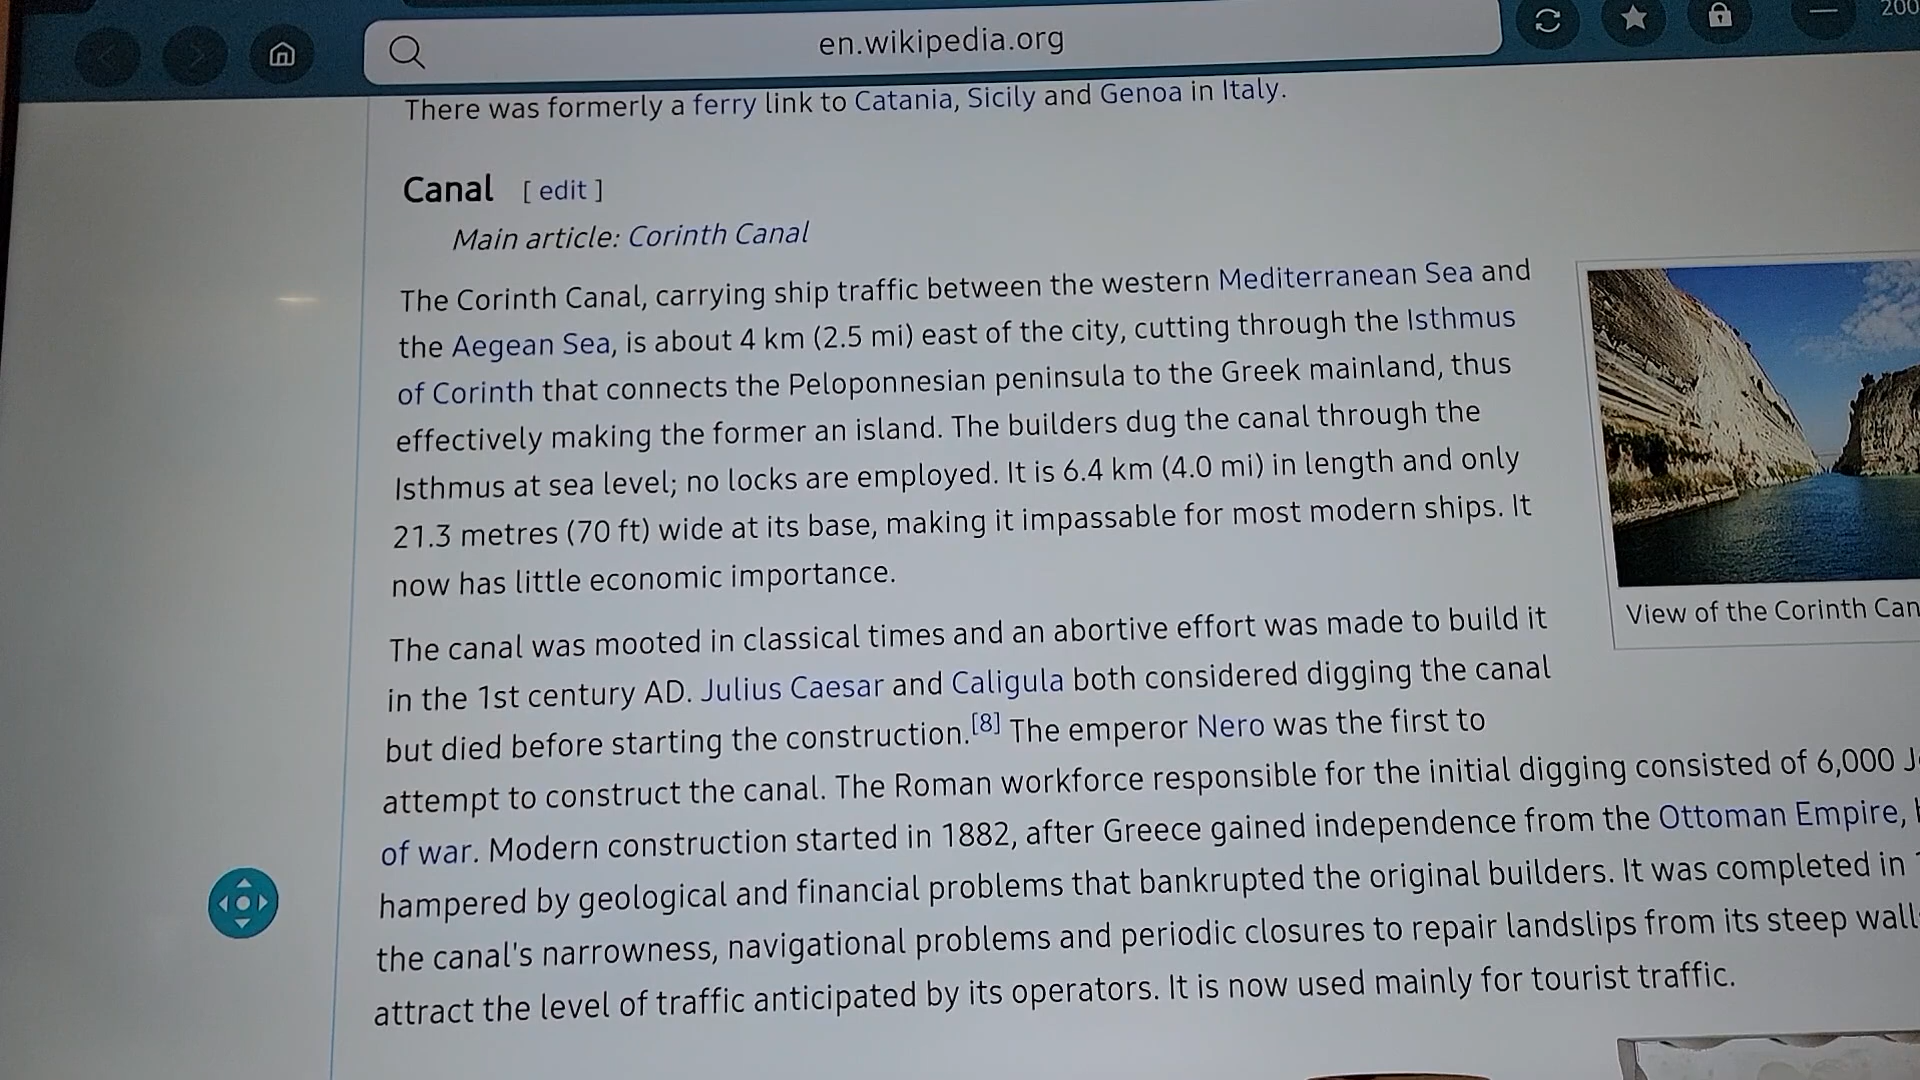 en.wikipedia.org
200
There was formerly a ferry link to Catania, Sicily and Genoa in Italy.
Canal [ edit ]
Main article: Corinth Canal
The Corinth Canal, carrying ship traffic between the western Mediterranean Sea and
the Aegean Sea, is about 4 km (2.5 mi) east of the city, cutting through the Isthmus
of Corinth that connects the Peloponnesian peninsula to the Greek mainland, thus
effectively making the former an island. The builders dug the canal through the
Isthmus at sea level; no locks are employed. It is 6.4 km (4.0 mi) in length and only
21.3 metres (70 ft) wide at its base, making it impassable for most modern ships. It
now has little economic importance.
View of the Corinth Can
The canal was mooted in classical times and an abortive effort was made to build it
in the 1st century AD. Julius Caesar and Caligula both considered digging the canal
but died before starting the construction.[8] The emperor Nero was the first to
attempt to construct the canal. The Roman workforce responsible for the initial digging consisted of 6,000
of war. Modern construction started in 1882, after Greece gained independence from the Ottoman Empire,
hampered by geological and financial problems that bankrupted the original builders. It was completed in
the canal's narrowness, navigational problems and periodic closures to repair landslips from its steep wall
attract the level of traffic anticipated by its operators. It is now used mainly for tourist traffic.